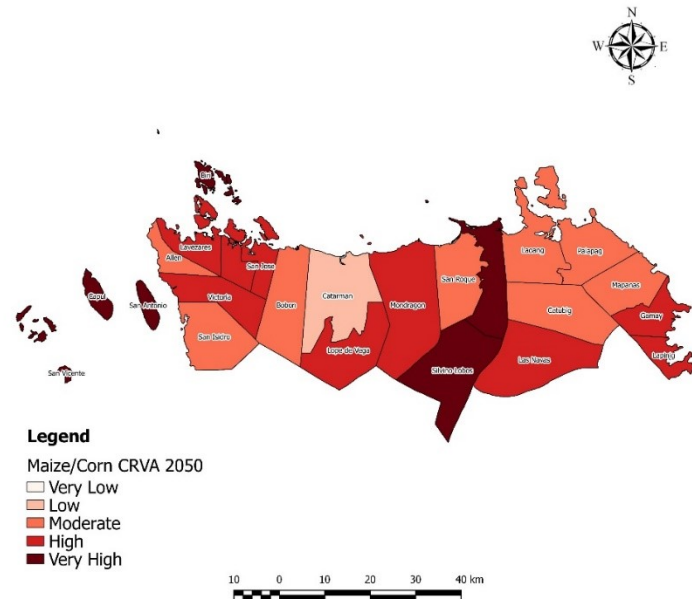 N
W E
S
Biri
Lavezares
Allen
San Jose
Capul
San Antonio
Victoria
San Isidro
San Vicente
Bobon
Catarman
Lope de Vega
Mondragon
San Roque
Silvino Lobos
Laoang
Palapag
Mapanas
Catubig
Gamay
Las Navas
Lapinig
Legend
Maize/Corn CRVA 2050
Very Low
Low
Moderate
High
Very High
10 0 10 20 30 40 km